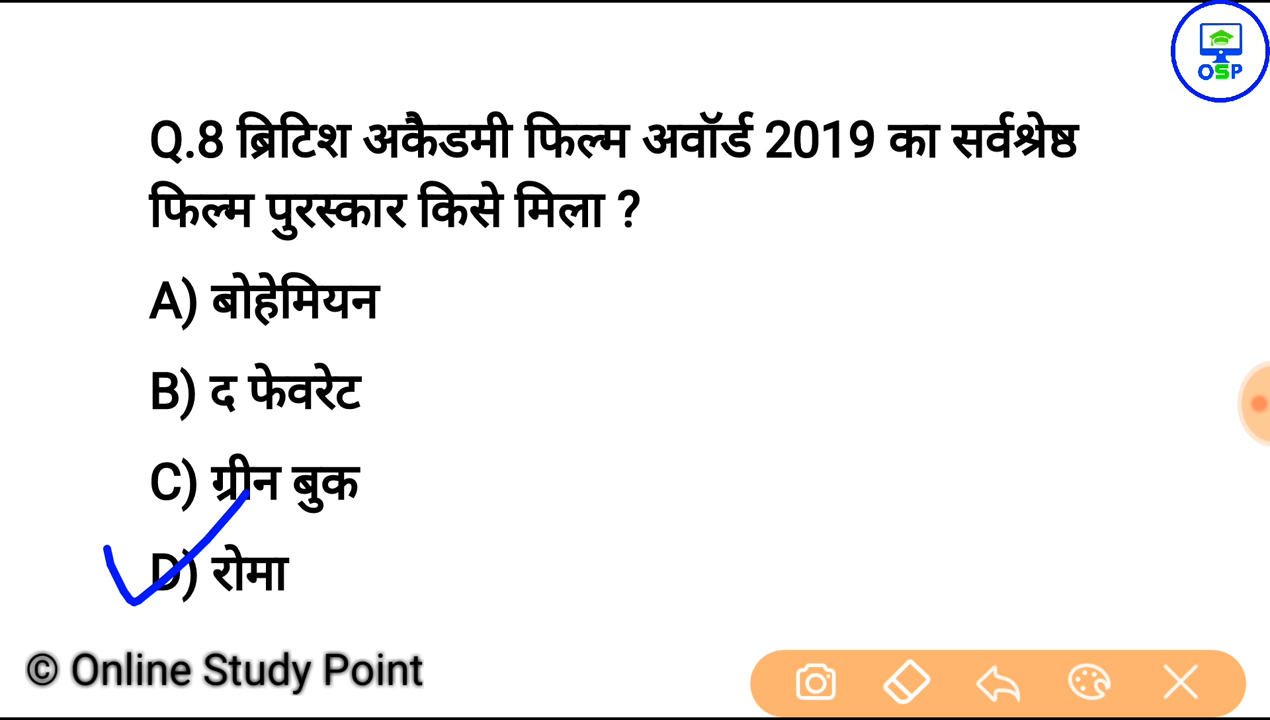 OSP
Q.8 ब्रिटिश अकैडमी फिल्म अवॉर्ड 2019 का सर्वश्रेष्ठ
फिल्म पुरस्कार किसे मिला ?
A) बोहेमियन
B) द फेवरेट
C) ग्रीन बुक
D) रोमा
© Online Study Point